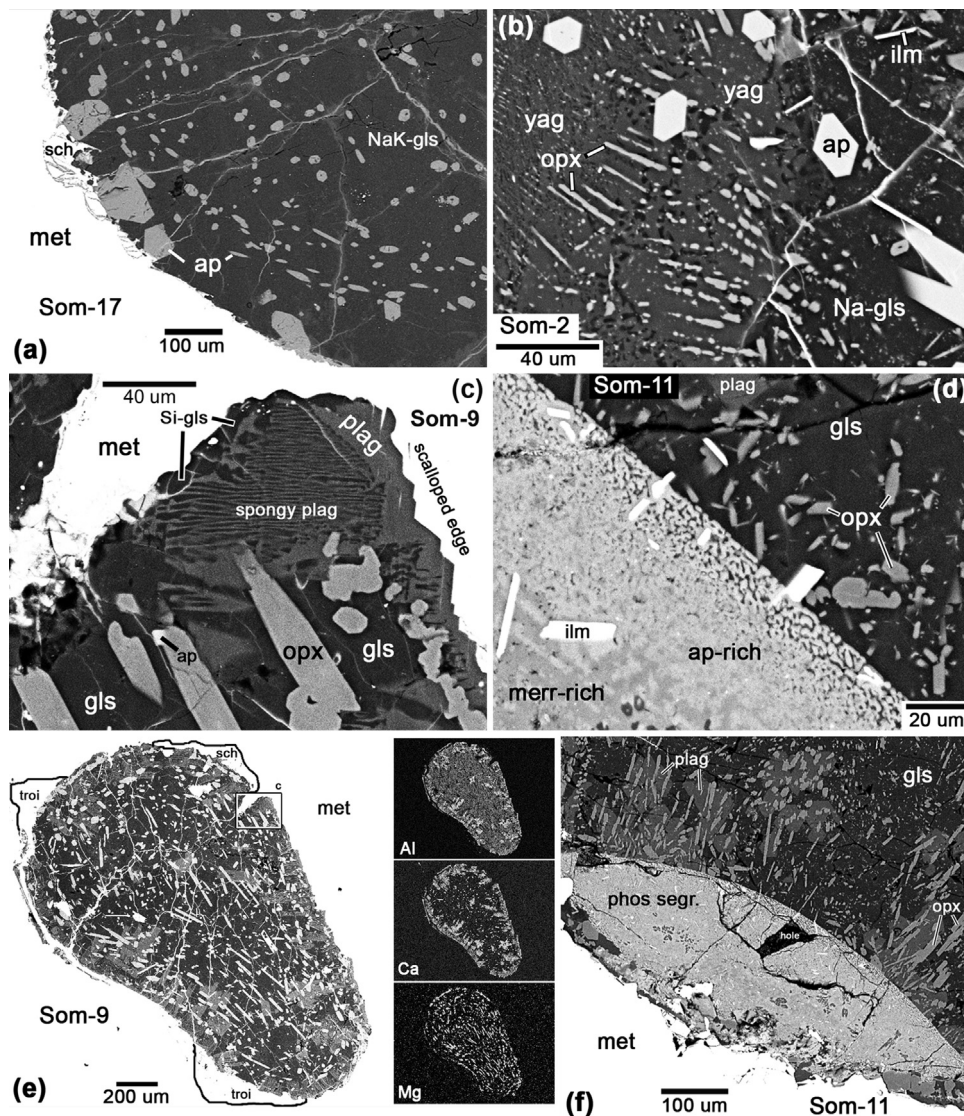 NaK-gls
sch
met
ap
Som-17
100 um
(a)
(b)
ilm
yag
yag
opx
ap
Na-gls
Som-2
40 um
40 um
(c)
Si-gls
Som-9
met
plag
spongy plag
scalloped edge
ap
opx
gls
gls
Som-11
plag
(d)
gls
opx
ilm
ap-rich
merr-rich
20 um
sch
troi
c
met
Som-9
(e)
200 um
troi
Al
Ca
Mg
(f)
plag
gls
phos segr.
hole
opx
met
100 um
Som-11